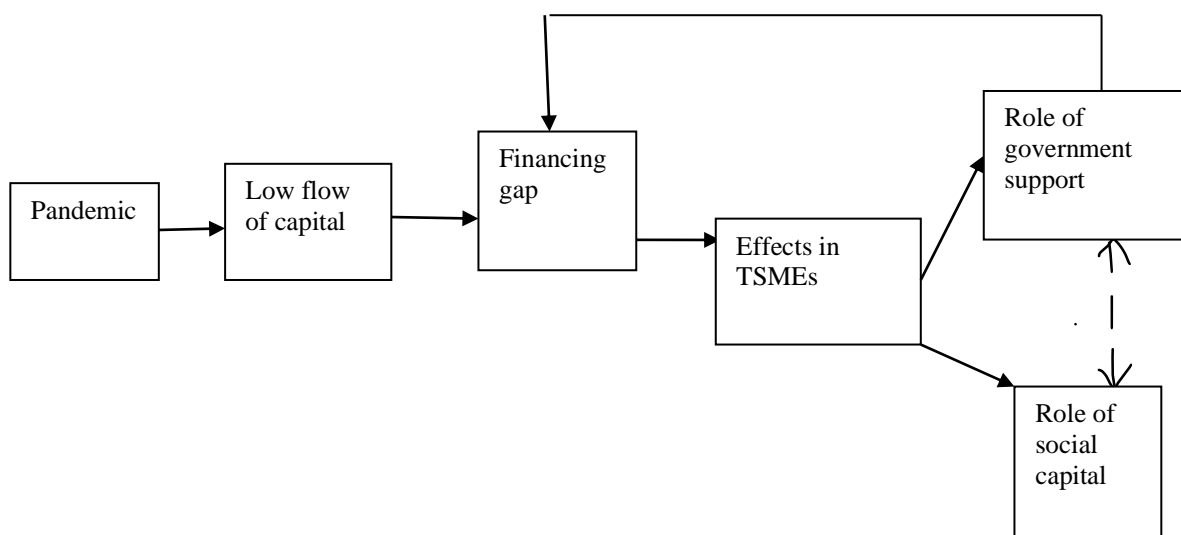 Pandemic
Low flow
of capital
Financing
gap
Effects in
TSMEs
Role of
government
support
Role of
social
capital